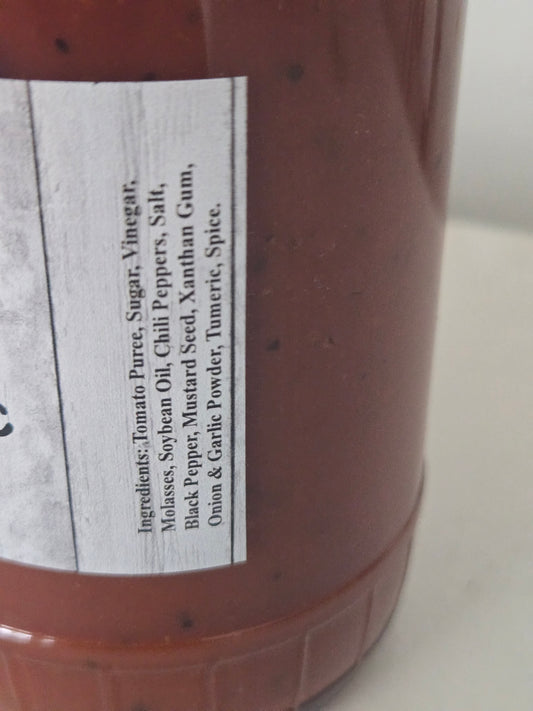 Ingredients: Tomato Puree, Sugar, Vinegar,
Molasses, Soybean Oil, Chili Peppers, Salt,
Black Pepper, Mustard Seed, Xanthan Gum,
Onion & Garlic Powder, Tumeric, Spice.